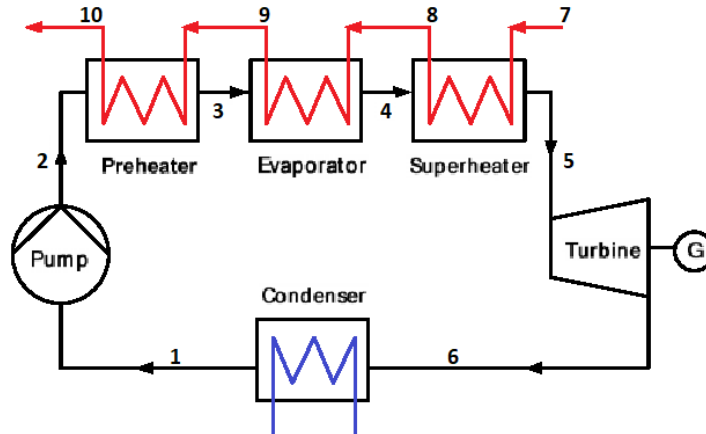 10
9
8
7
3
4
Preheater
Evaporator
Superheater
2
5
Pump
Turbine
G
Condenser
1
6